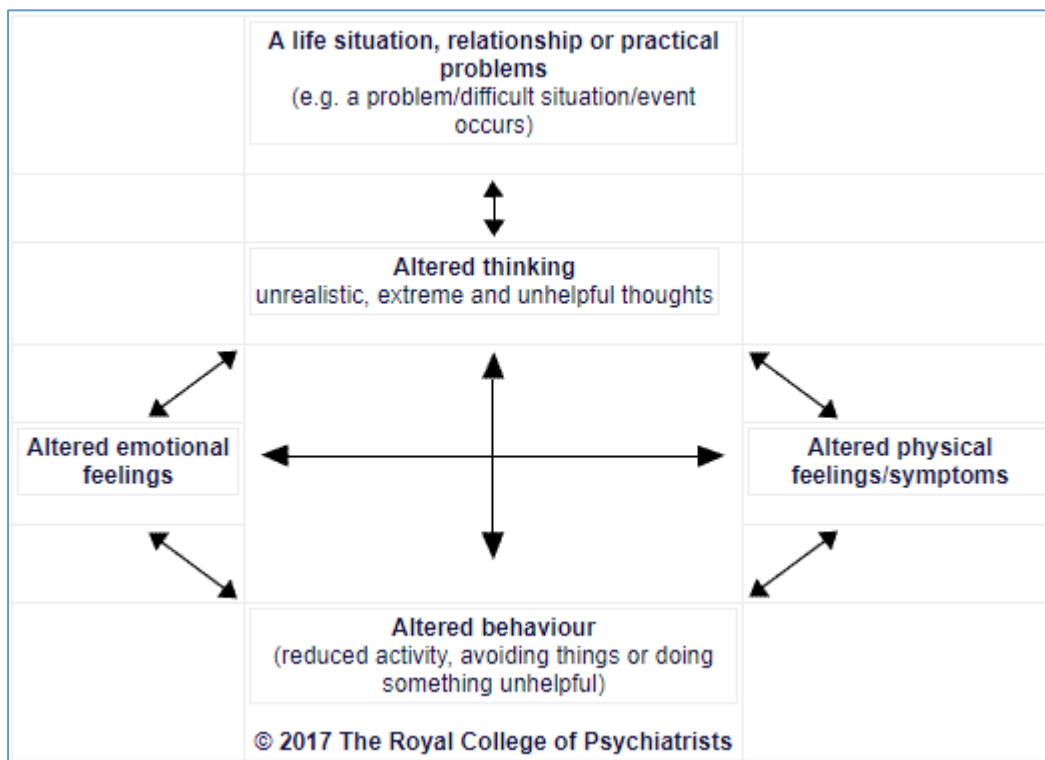 A life situation, relationship or practical
problems
(e.g. a problem/difficult situation/event
occurs)
Altered thinking
unrealistic, extreme and unhelpful thoughts
Altered emotional
feelings
Altered physical
feelings/symptoms
Altered behaviour
(reduced activity, avoiding things or doing
something unhelpful)
© 2017 The Royal College of Psychiatrists